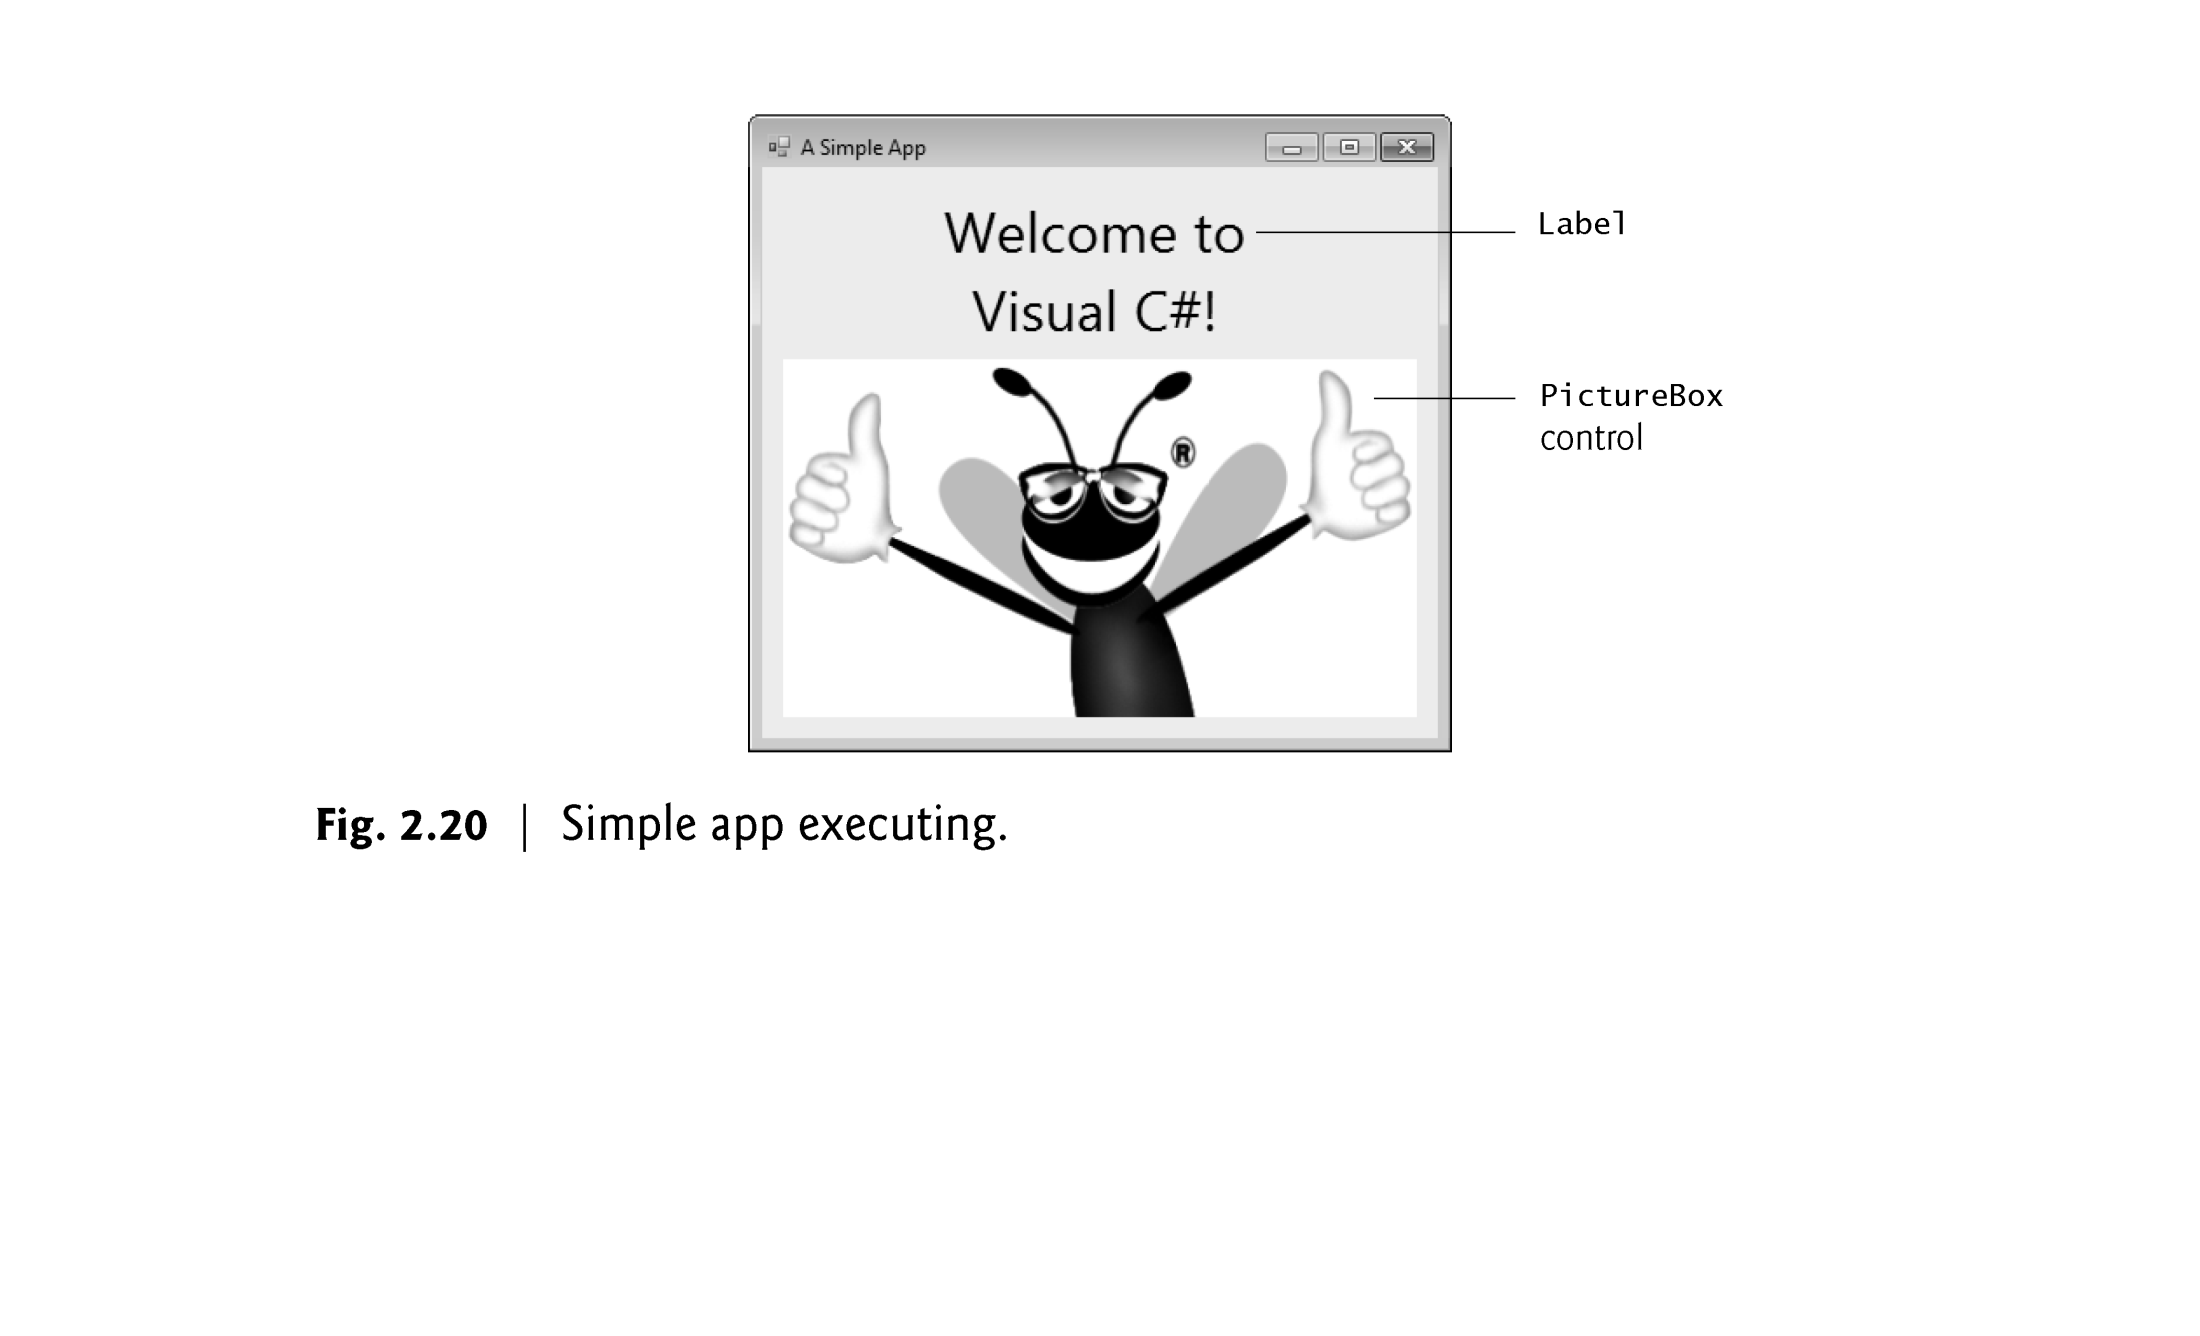 A Simple App
Welcome to
Visual C#!
Label
PictureBox
control
®
Fig. 2.20 | Simple app executing.